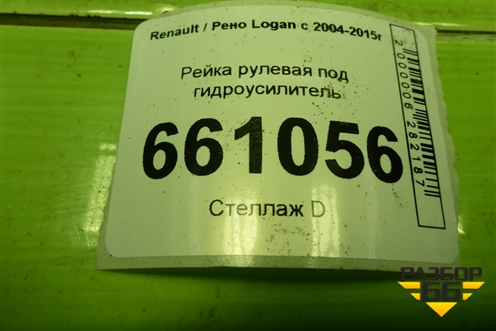 Renault / Рено Logan с 2004-2015г
Рейка рулевая под
гидроусилитель
661056
Стеллаж D
2000006282187
РАЗБОР
66